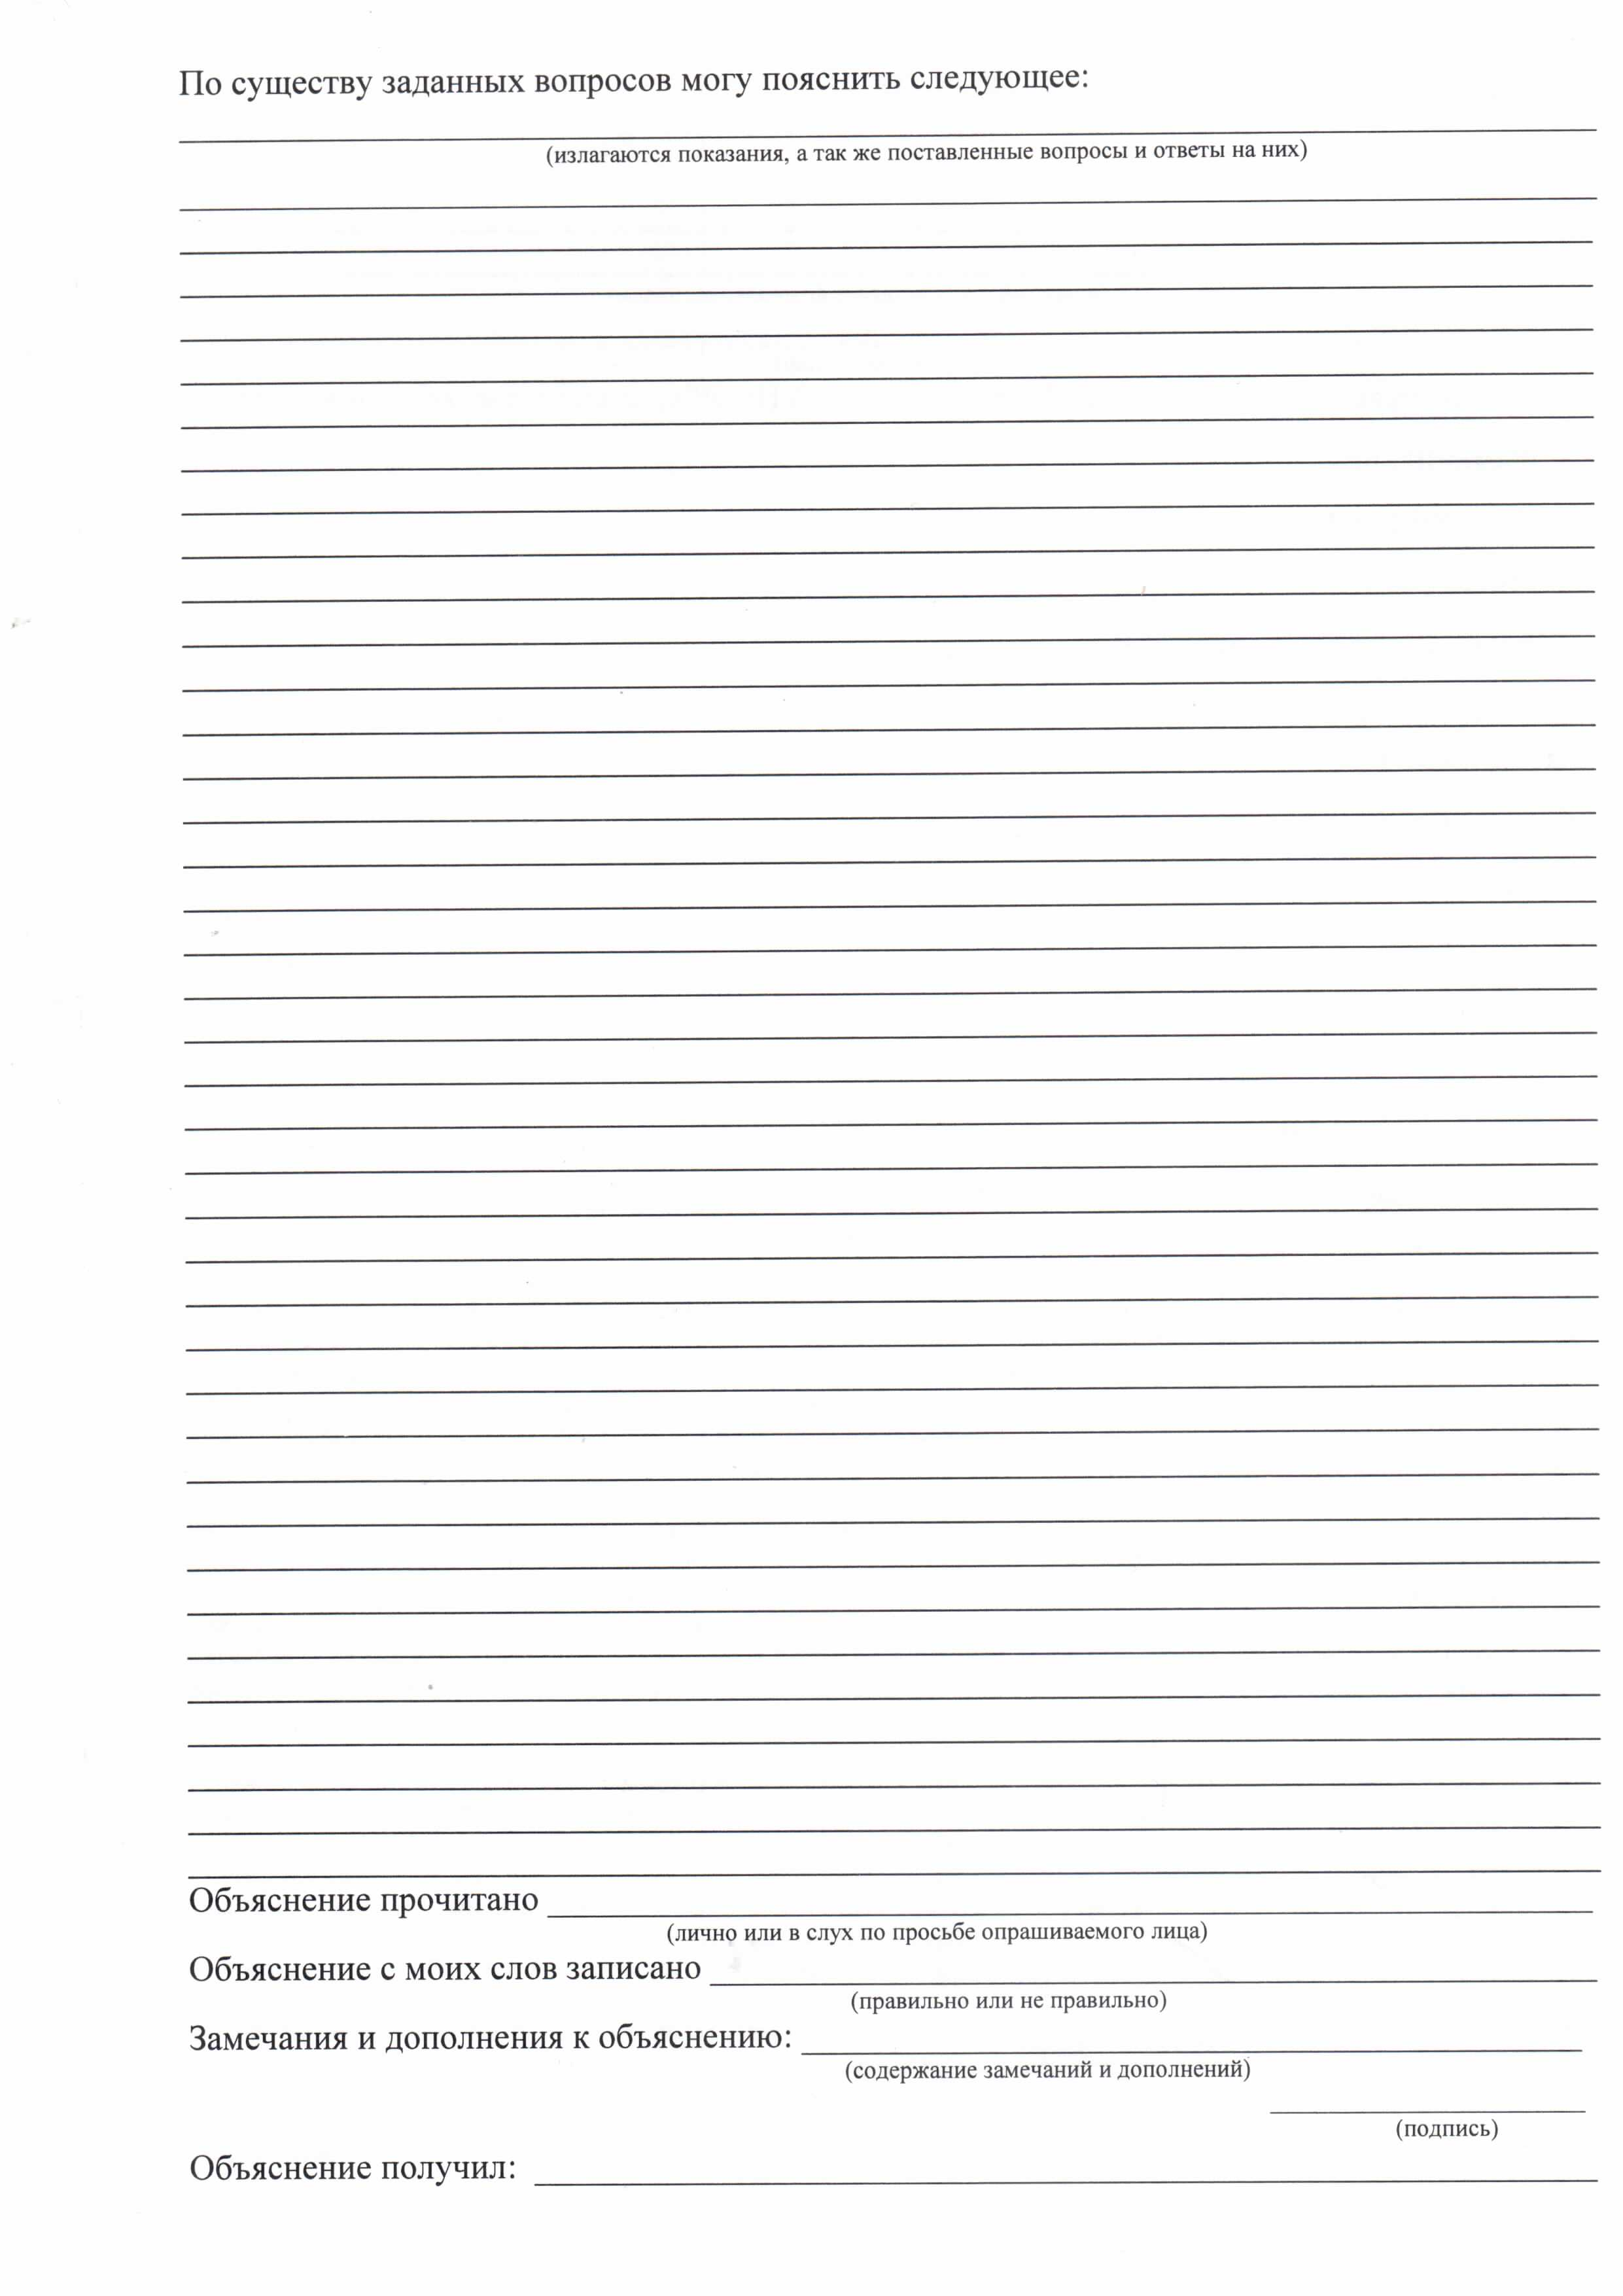 По существу заданных вопросов могу пояснить следующее:
(излагаются показания, а так же поставленные вопросы и ответы на них)
Объяснение прочитано
(лично или в слух по просьбе опрашиваемого лица)
Объяснение с моих слов записано
(правильно или не правильно)
Замечания и дополнения к объяснению:
(содержание замечаний и дополнений)
(подпись)
Объяснение получил: